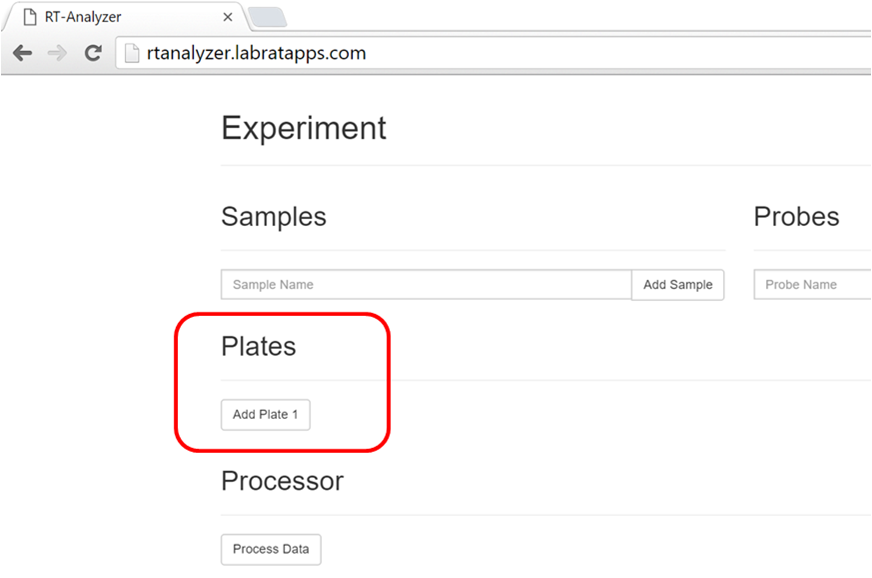 RT-Analyzer
rtanalyzer.labratapps.com
Experiment
Samples
Probes
Sample Name
Add Sample
Probe Name
Plates
Add Plate 1
Processor
Process Data